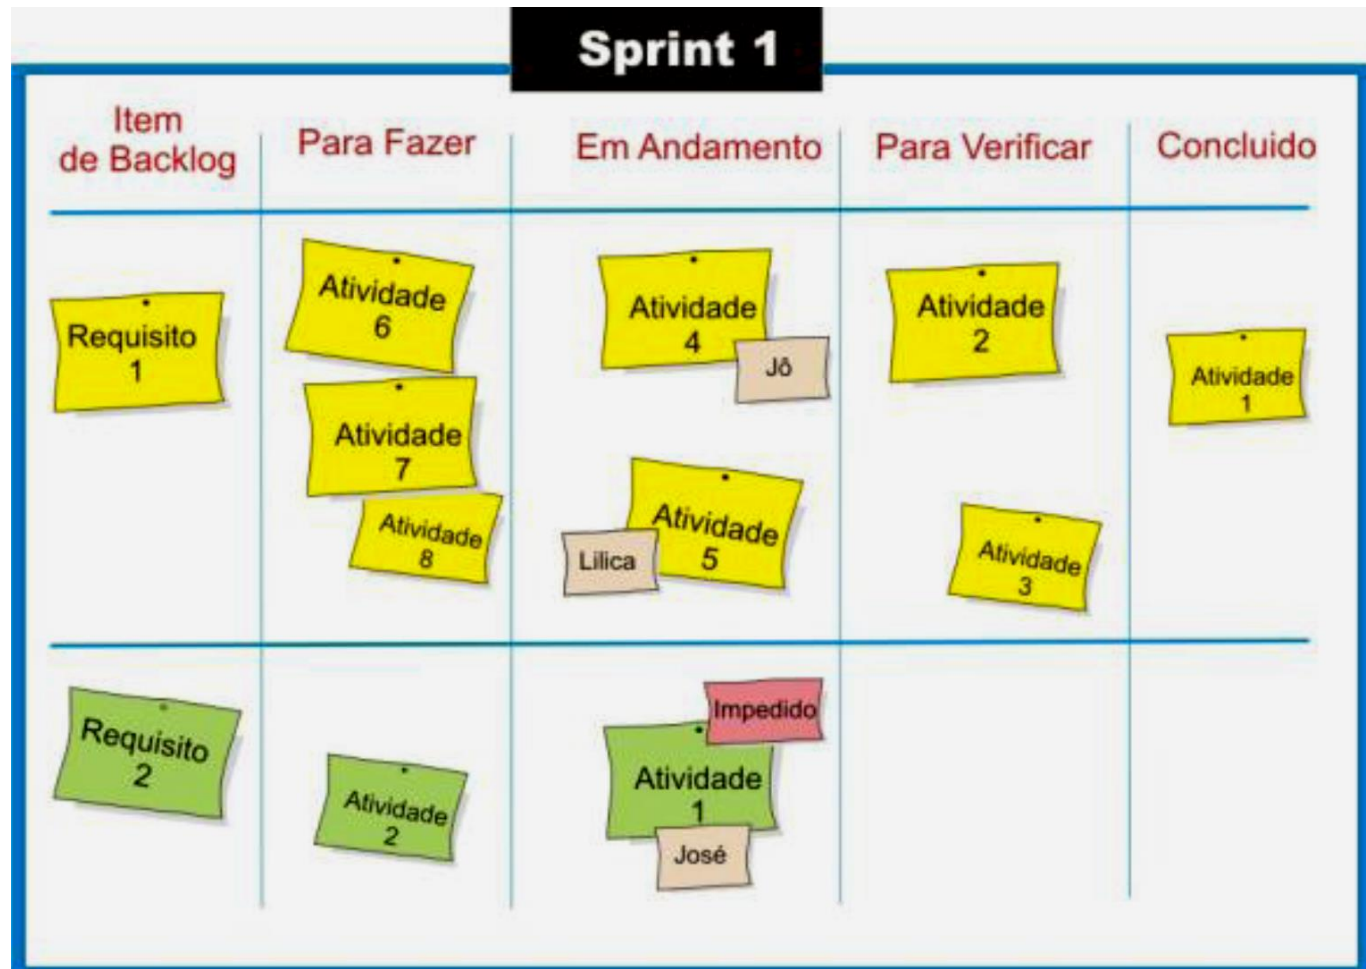 Sprint 1
Item
de Backlog
Para Fazer
Em Andamento
Para Verificar
Concluido
Requisito
1
Atividade
6
Atividade
7
Atividade
8
Atividade
4
Jô
Atividade
5
Lilica
Atividade
2
Atividade
3
Atividade
1
Requisito
2
Atividade
2
Impedido
Atividade
1
José